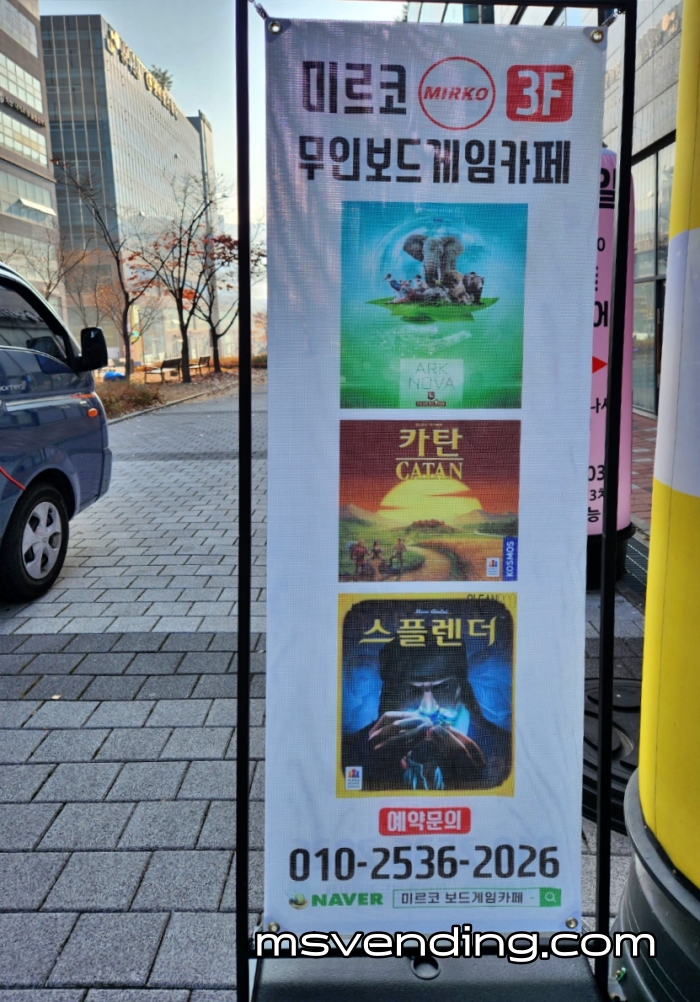 미르코 MIRKO 3F
무인보드게임카페
ARK
NOVA
카탄
CATAN
KOSMOS
스플렌더
예약문의
010-2536-2026
NAVER 미르코 보드게임카페
msvending.com